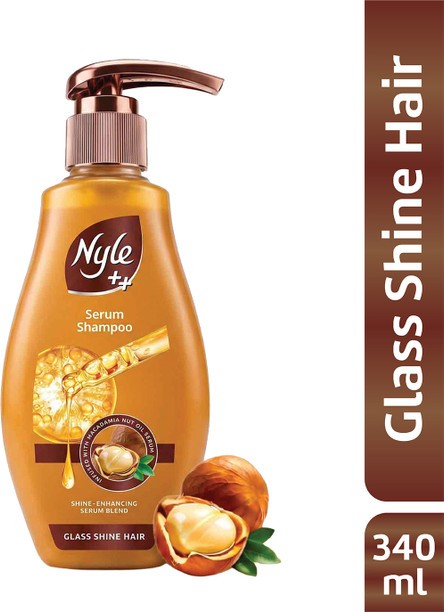 Nyle
++
Serum
Shampoo
INFUSED WITH MACADAMIA NUT OIL SERUM
SHINE-ENHANCING
SERUM BLEND
GLASS SHINE HAIR
Glass Shine Hair
340
ml